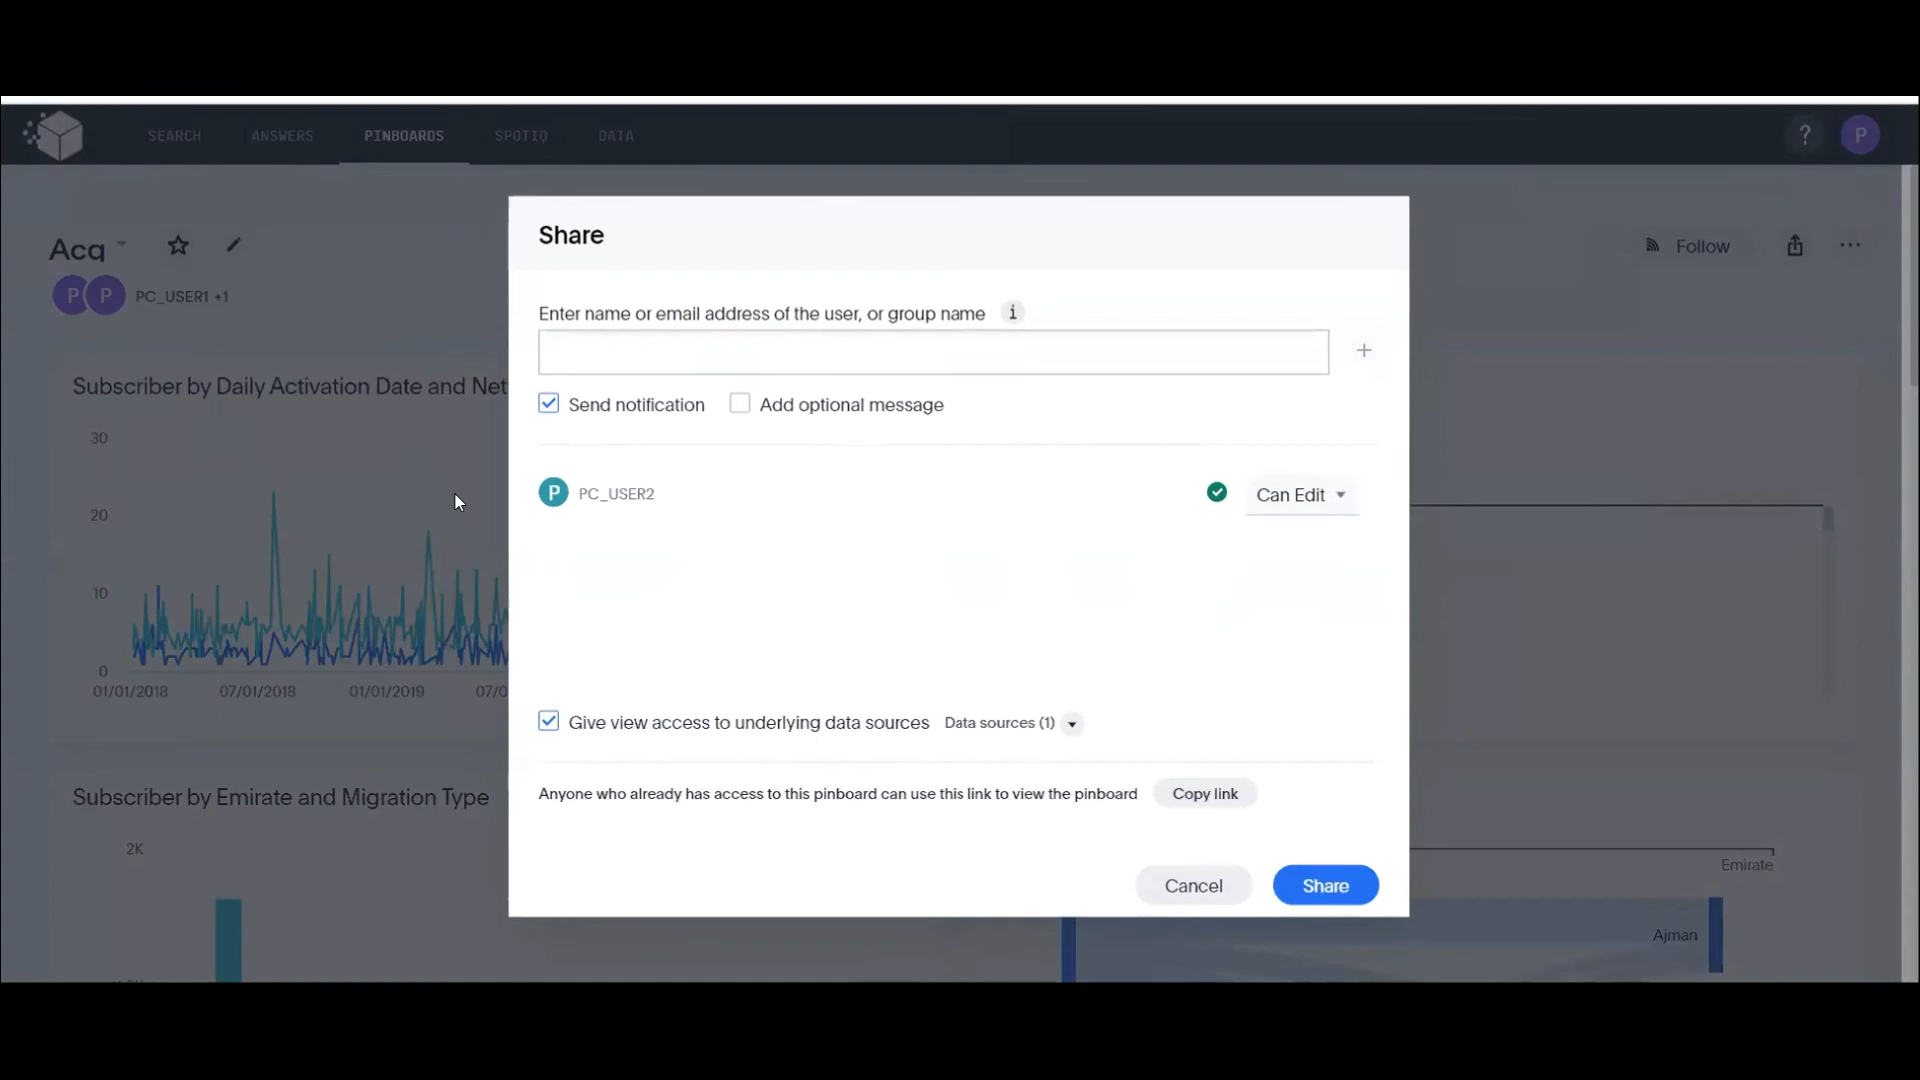 SEARCH ANSWERS PINBOARDS SPOTIQ DATA ? P
Acq
Follow
P P PC_USER1 +1
Share
Enter name or email address of the user, or group name i
Send notification Add optional message
P PC_USER2 Can Edit
Give view access to underlying data sources Data sources (1)
Anyone who already has access to this pinboard can use this link to view the pinboard Copy link
Cancel Share
Subscriber by Daily Activation Date and Net
30
20
10
0
01/01/2018 07/01/2018 01/01/2019 07/0
Subscriber by Emirate and Migration Type
2K
Emirate
Ajman